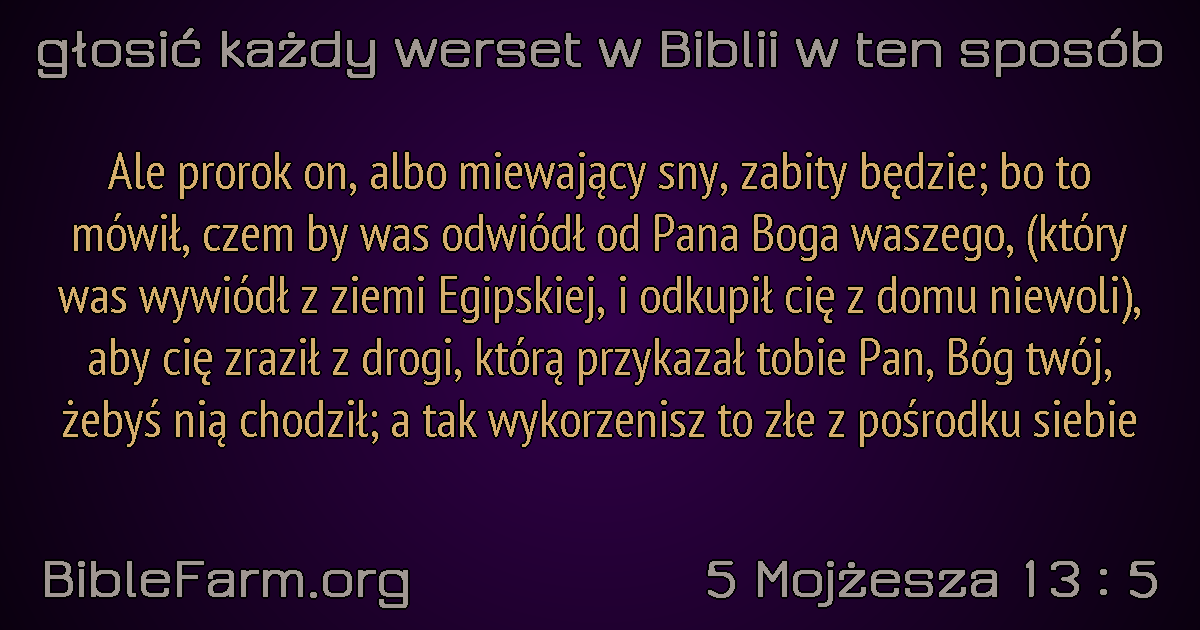 głosić każdy werset w Biblii w ten sposób
Ale prorok on, albo miewający sny, zabity będzie; bo to
mówił, czem by was odwiódł od Pana Boga waszego, (który
was wywiódł z ziemi Egipskiej, i odkupił cię z domu niewoli),
aby cię zraził z drogi, którą przykazał tobie Pan, Bóg twój,
żebyś nią chodził; a tak wykorzenisz to złe z pośrodku siebie
BibleFarm.org
5 Mojżesza 13 : 5